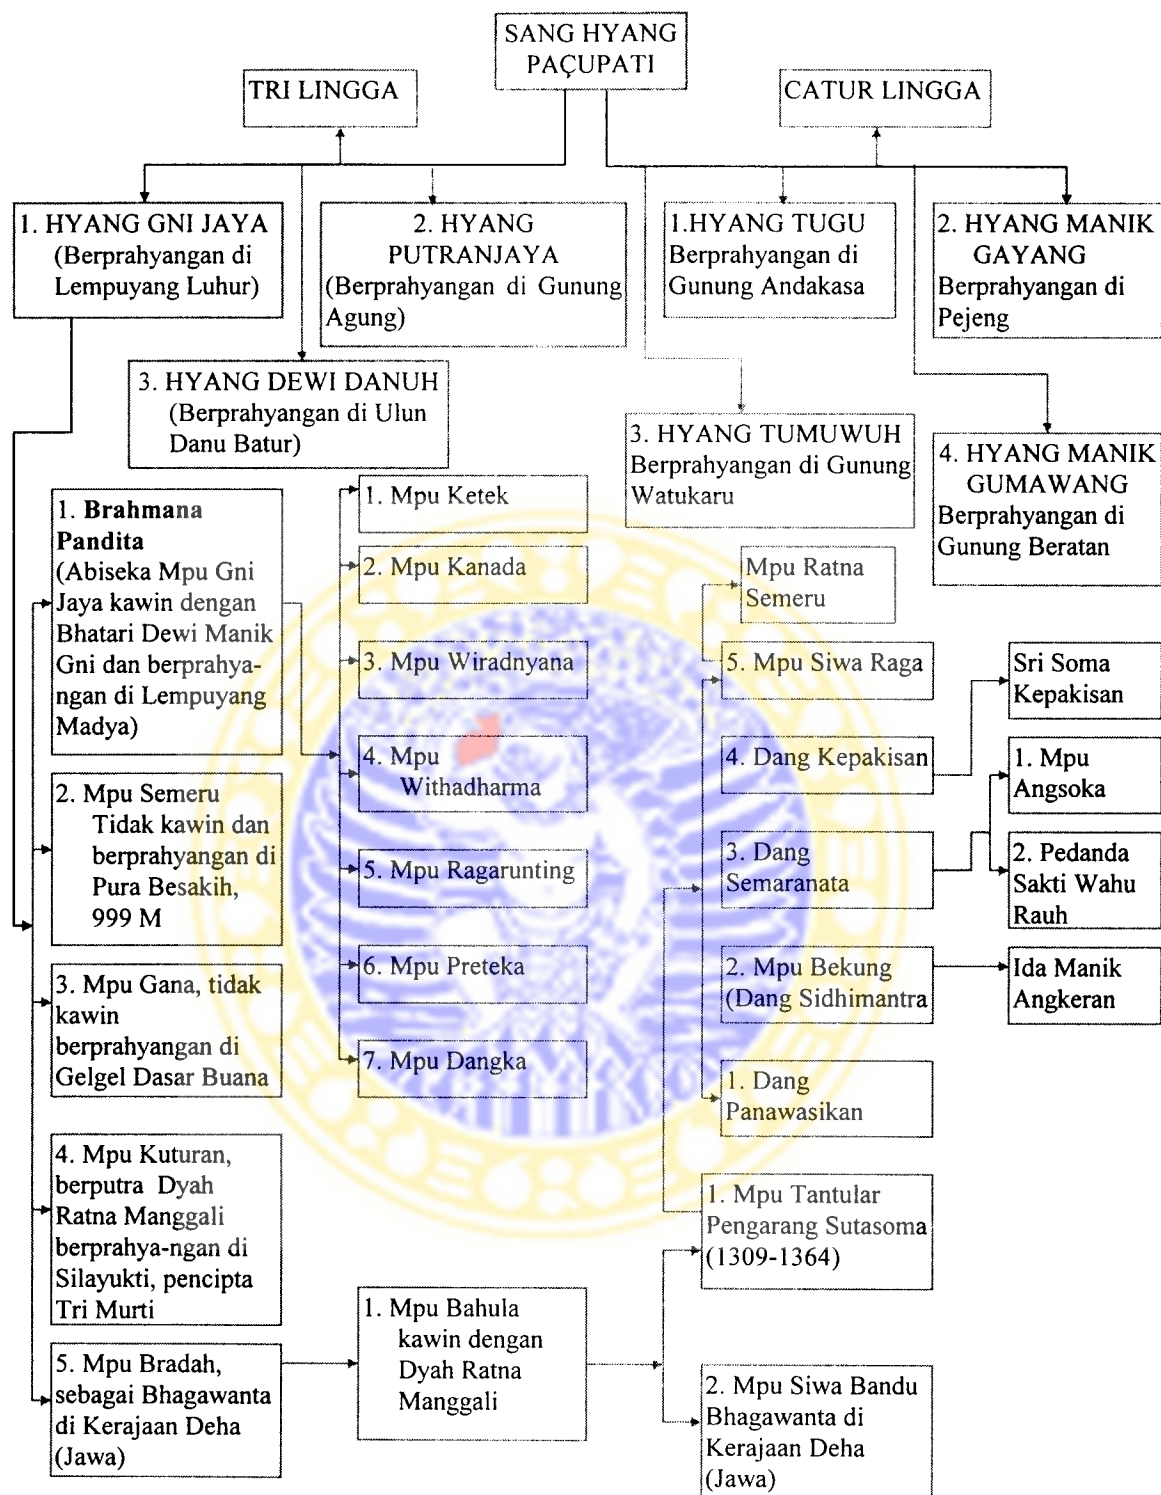 SANG HYANG
PAÇUPATI
TRI LINGGA
CATUR LINGGA
1. HYANG GNI JAYA
(Berprahyangan di
Lempuyang Luhur)
2. HYANG
PUTRANJAYA
(Berprahyangan di Gunung
Agung)
1.HYANG TUGU
Berprahyangan di
Gunung Andakasa
2. HYANG MANIK
GAYANG
Berprahyangan di
Pejeng
3. HYANG DEWI DANUH
(Berprahyangan di Ulun
Danu Batur)
3. HYANG TUMUWUH
Berprahyangan di Gunung
Watukaru
4. HYANG MANIK
GUMAWANG
Berprahyangan di
Gunung Beratan
1. Brahmana
Pandita
(Abiseka Mpu Gni
Jaya kawin dengan
Bhatari Dewi Manik
Gni dan berprahya-
ngan di Lempuyang
Madya)
2. Mpu Semeru
Tidak kawin dan
berprahyangan di
Pura Besakih,
999 M
3. Mpu Gana, tidak
kawin
berprahyangan di
Gelgel Dasar Buana
4. Mpu Kuturan,
berputra Dyah
Ratna Manggali
berprahya-ngan di
Silayukti, pencipta
Tri Murti
5. Mpu Bradah,
sebagai Bhagawanta
di Kerajaan Deha
(Jawa)
1. Mpu Ketek
2. Mpu Kanada
3. Mpu Wiradnyana
4. Mpu
Withadharma
5. Mpu Ragarunting
6. Mpu Preteka
7. Mpu Dangka
1. Mpu Bahula
kawin dengan
Dyah Ratna
Manggali
Mpu Ratna
Semeru
5. Mpu Siwa Raga
4. Dang Kepakisan
3. Dang
Semaranata
2. Mpu Bekung
(Dang Sidhimantra
1. Dang
Panawasikan
1. Mpu Tantular
Pengarang Sutasoma
(1309-1364)
2. Mpu Siwa Bandu
Bhagawanta di
Kerajaan Deha
(Jawa)
Sri Soma
Kepakisan
1. Mpu
Angsoka
2. Pedanda
Sakti Wahu
Rauh
Ida Manik
Angkeran